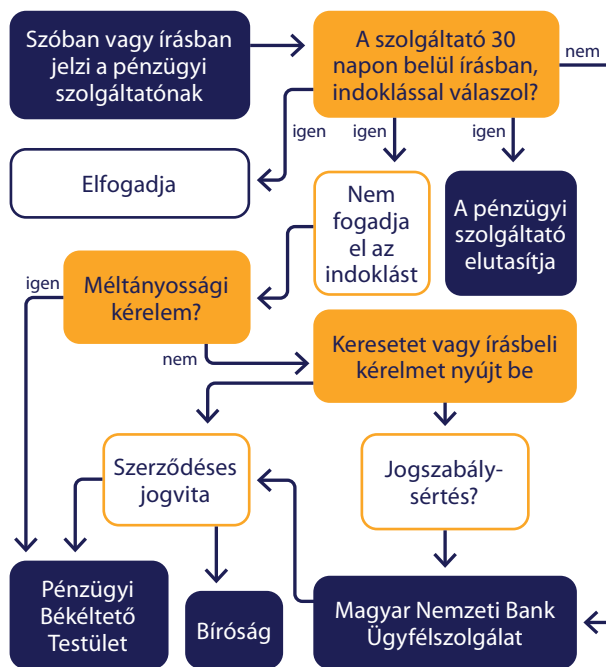 Szóban vagy írásban
jelzi a pénzügyi
szolgáltatónak
A szolgáltató 30
napon belül írásban,
indoklással válaszol?
nem
igen
igen
igen
Elfogadja
Nem
fogadja
el az
indoklást
A pénzügyi
szolgáltató
elutasítja
igen
Méltányossági
kérelem?
nem
Keresetet vagy írásbeli
kérelmet nyújt be
Szerződéses
jogvita
Jogszabály-
sértés?
Pénzügyi
Békéltető
Testület
Bíróság
Magyar Nemzeti Bank
Ügyfélszolgálat